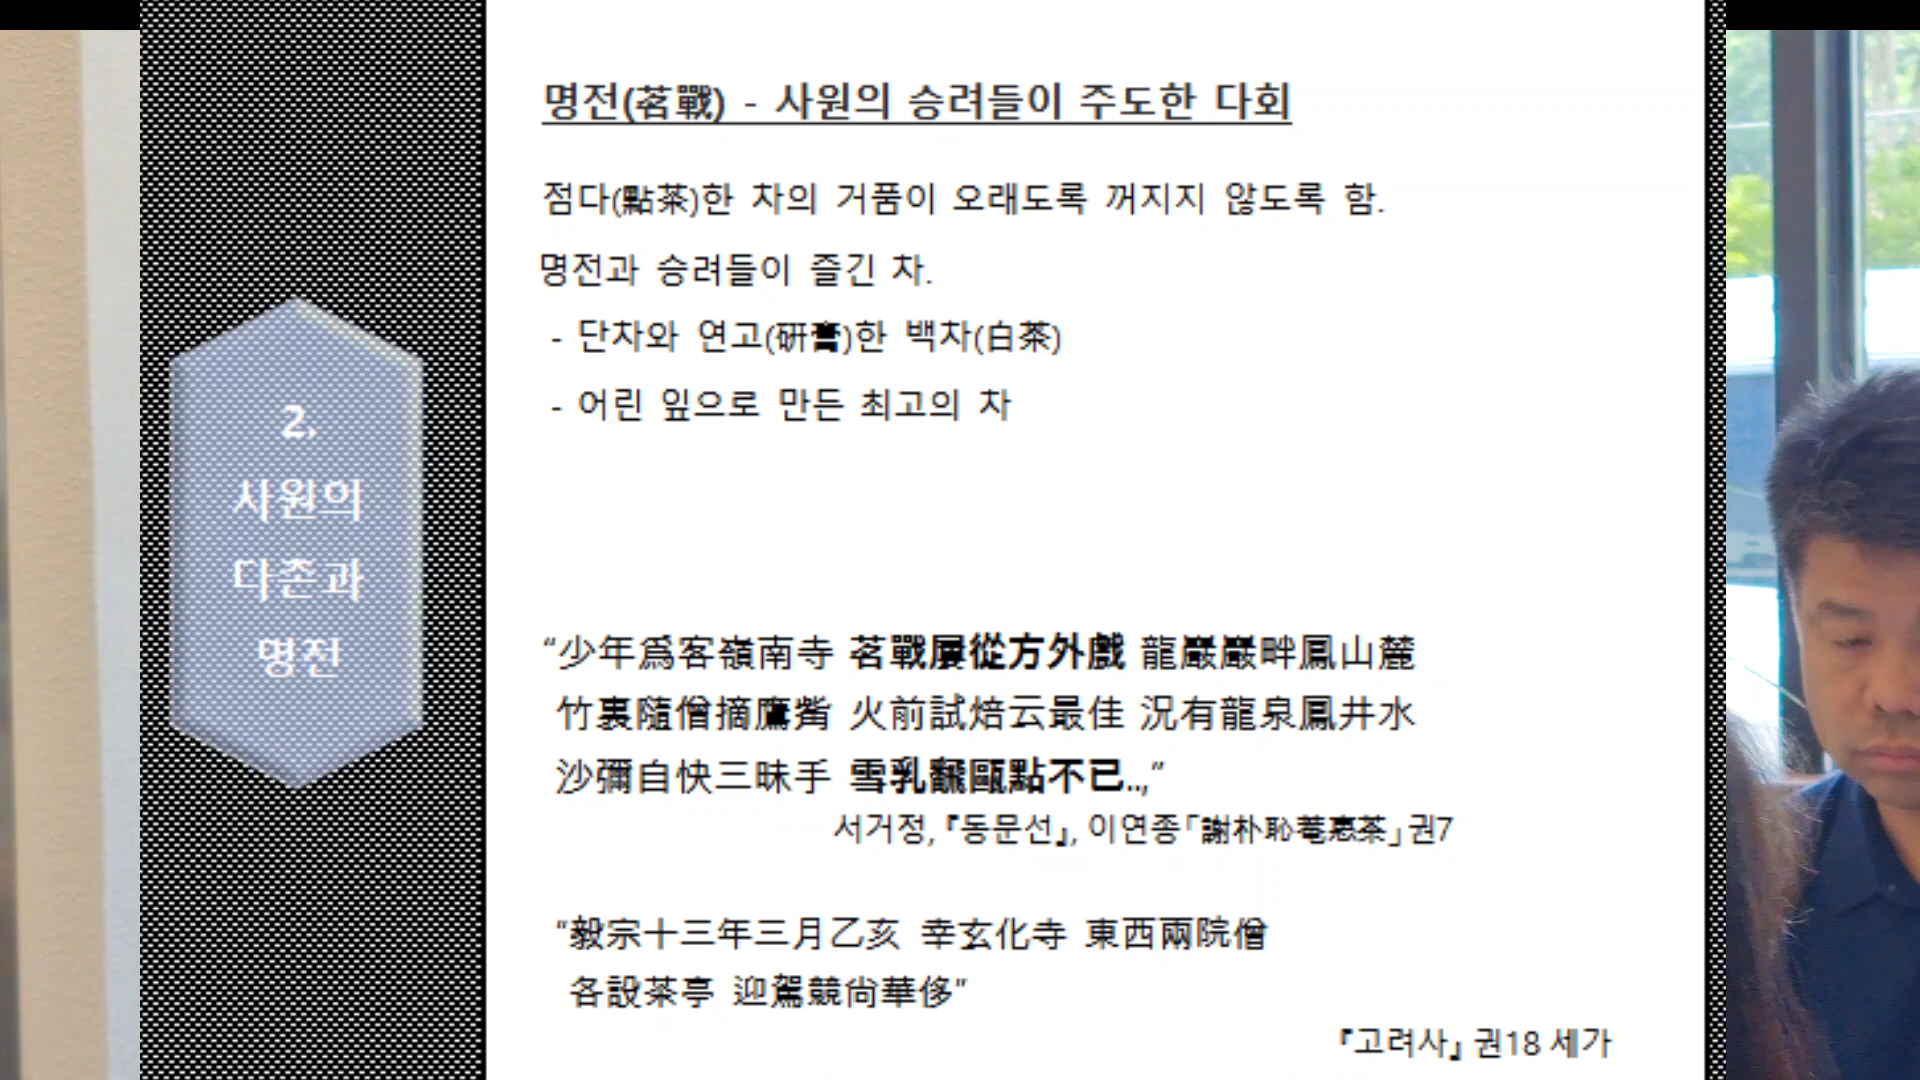 2.
사원의
다존과
명전
명전(茗戰) - 사원의 승려들이 주도한 다회
점다(點茶)한 차의 거품이 오래도록 꺼지지 않도록 함.
명전과 승려들이 즐긴 차.
- 단차와 연고(硏膏)한 백차(白茶)
- 어린 잎으로 만든 최고의 차
“少年爲客嶺南寺 茗戰屢從方外戱 龍巖巖畔鳳山麓
竹裏隨僧摘鷹觜 火前試焙云最佳 況有龍泉鳳井水
沙彌自快三昧手 雪乳飜甌點不已..,”
서거정,『동문선』, 이연종「謝朴恥菴惠茶」권7
“毅宗十三年三月乙亥 幸玄化寺 東西兩院僧
各設茶亭 迎駕競尙華侈”
『고려사』 권18 세가